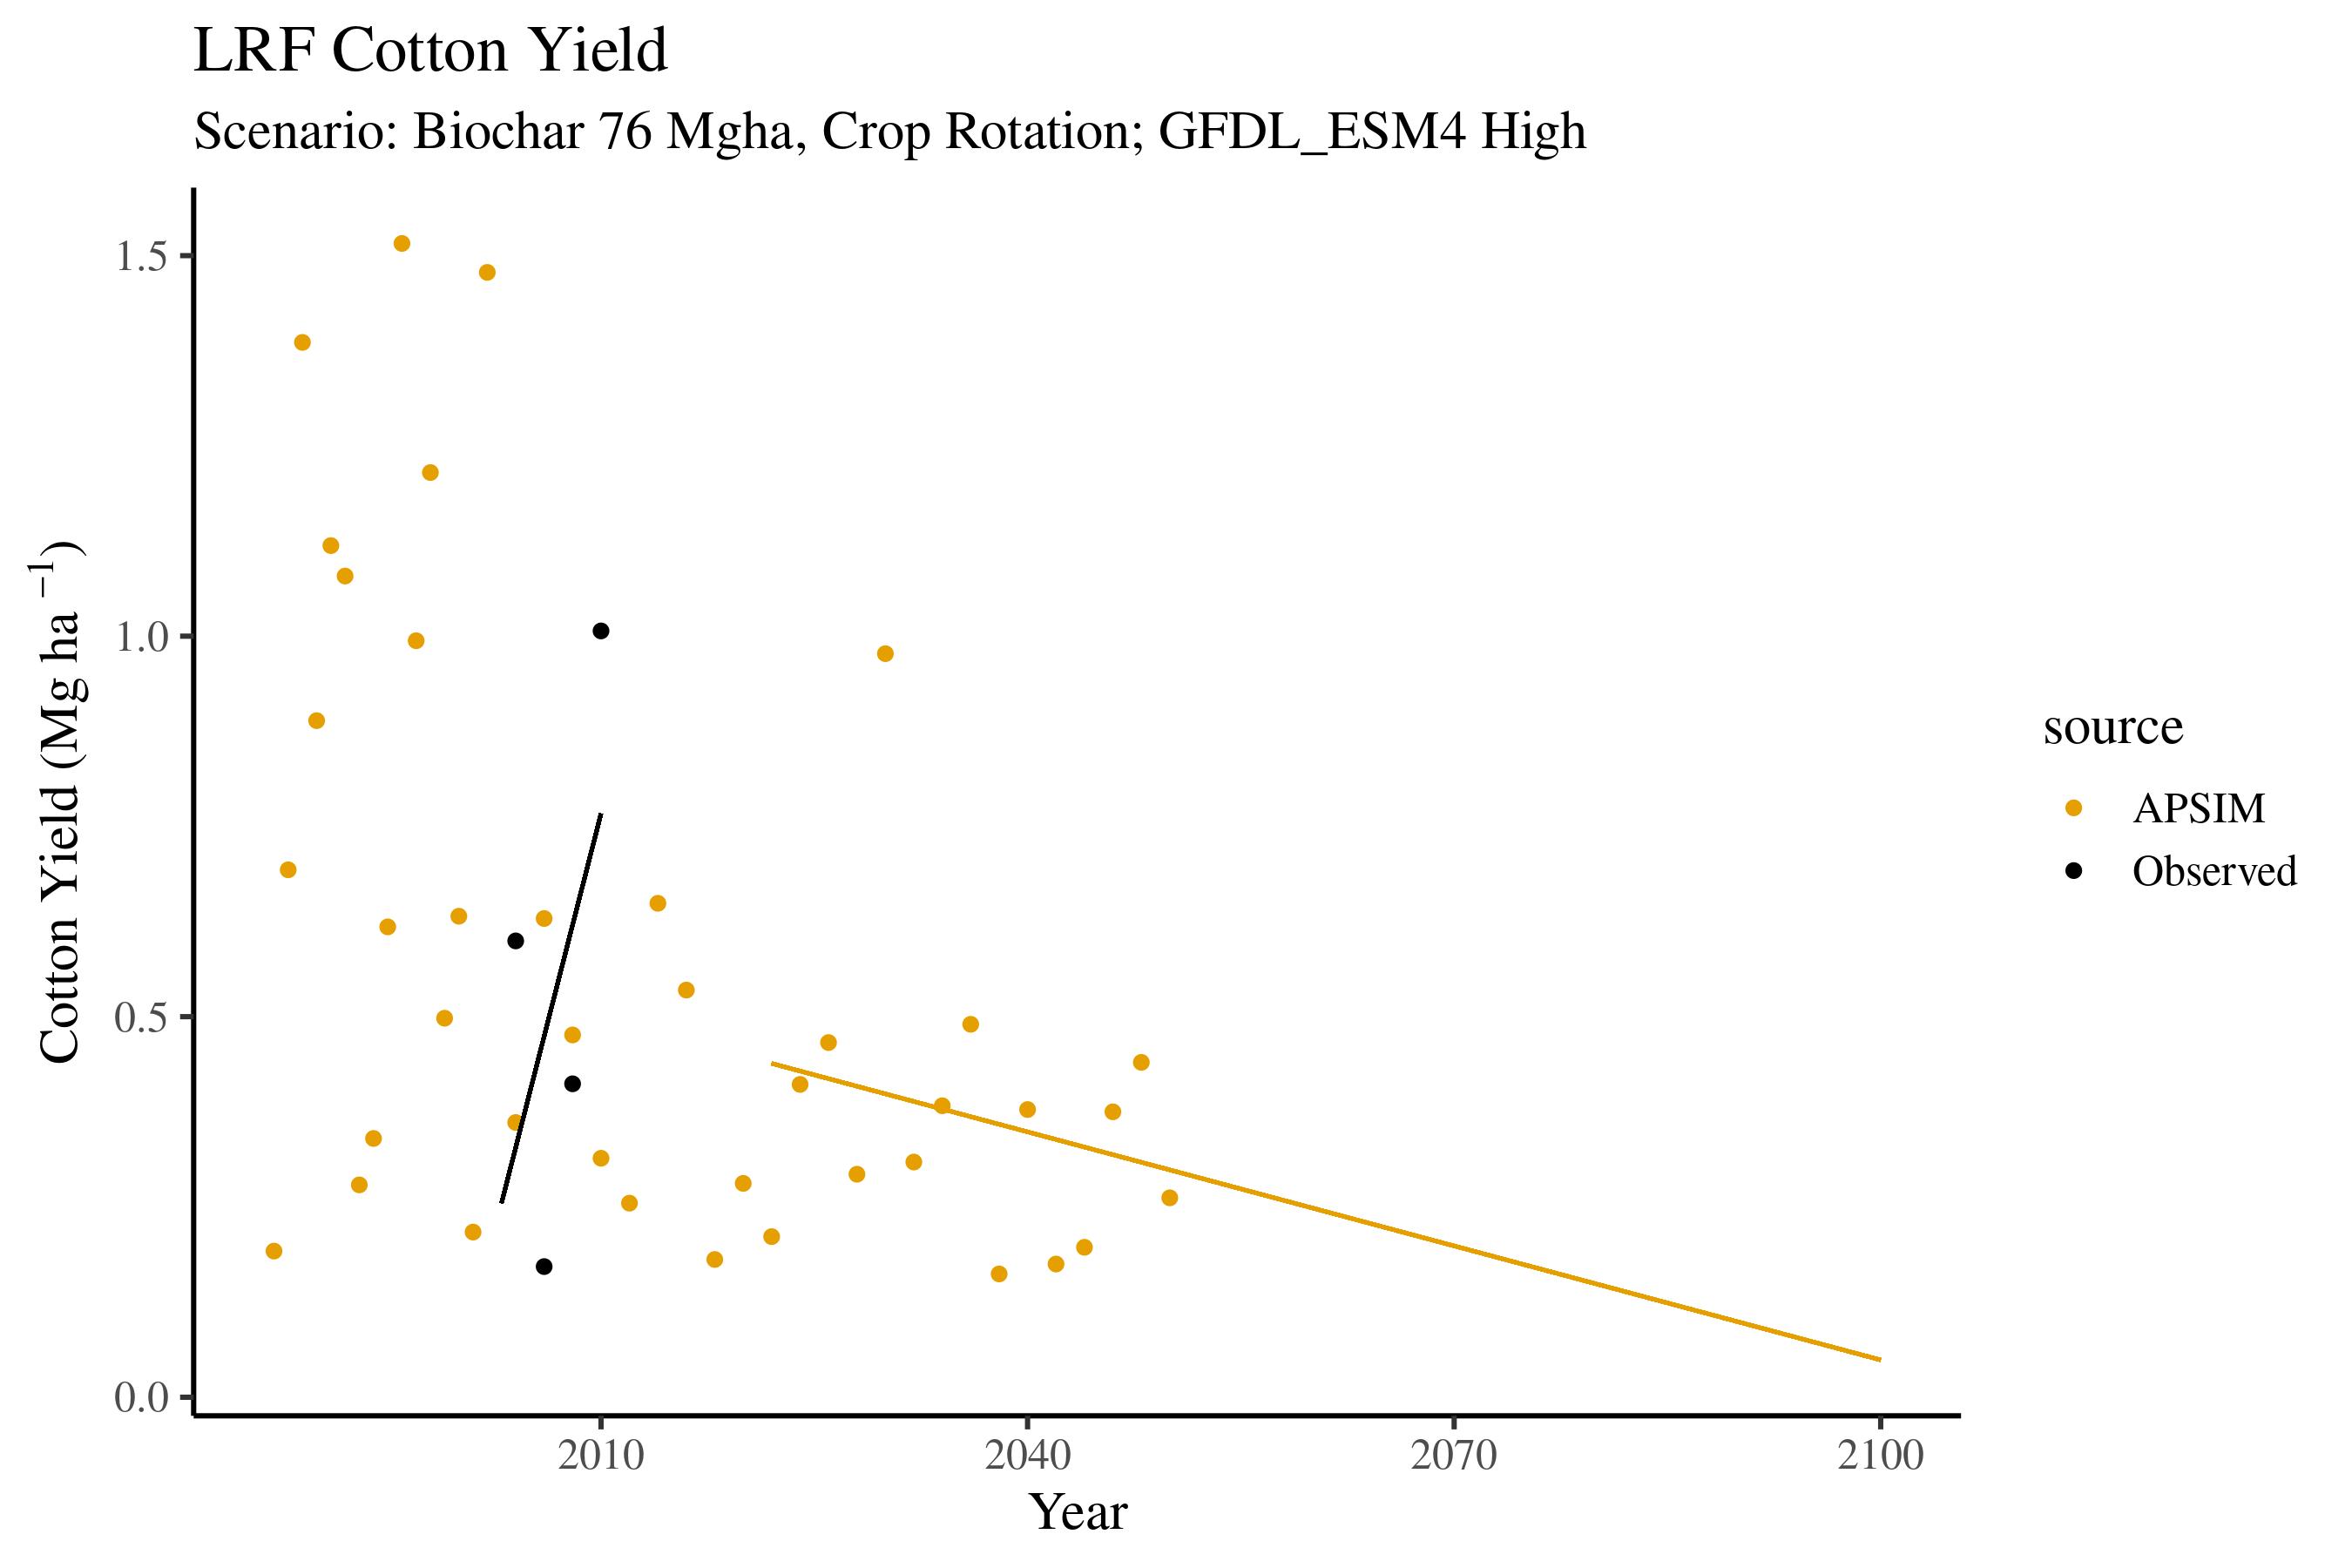 LRF Cotton Yield
Scenario: Biochar 76 Mgha, Crop Rotation; GFDL_ESM4 High
Cotton Yield (Mg ha −1)
1.5
1.0
0.5
0.0
2010 2040 2070 2100
Year
source
APSIM
Observed